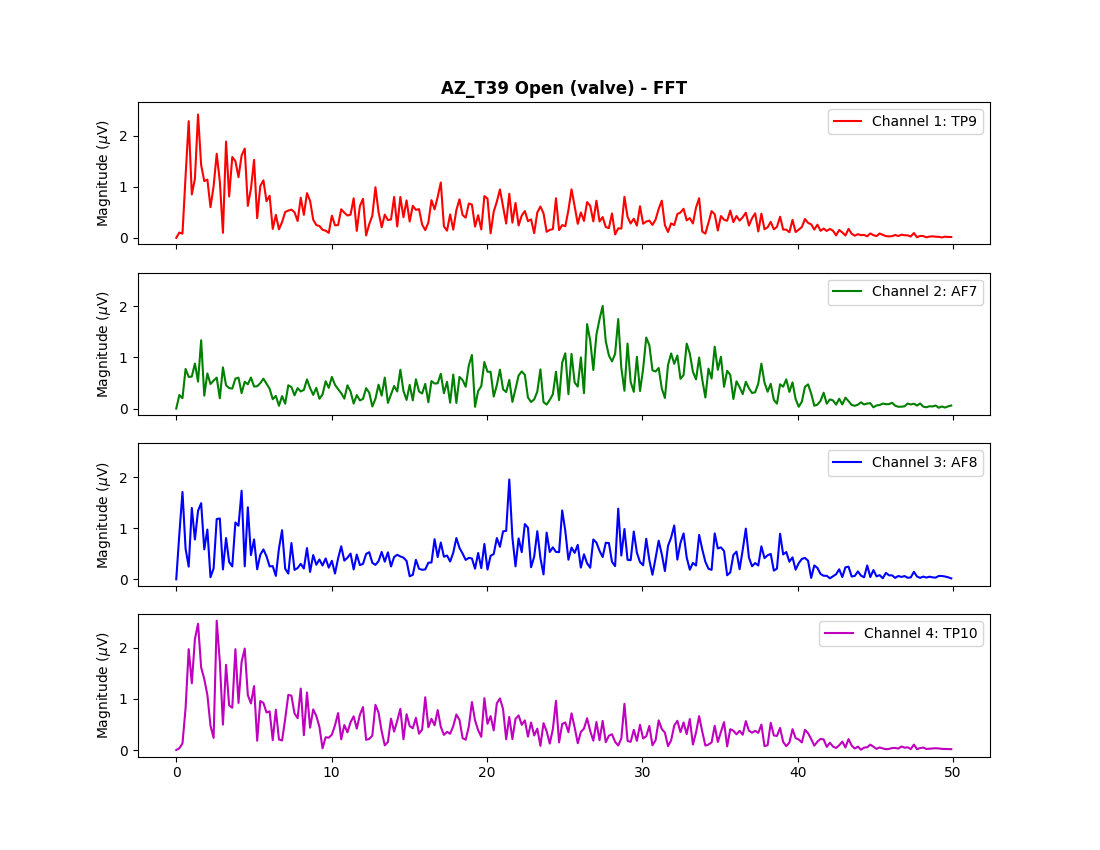 AZ_T39 Open (valve) - FFT
Channel 1: TP9
Magnitude (μV)
2
1
0
Channel 2: AF7
Magnitude (μV)
2
1
0
Channel 3: AF8
Magnitude (μV)
2
1
0
Channel 4: TP10
Magnitude (μV)
2
1
0
0 10 20 30 40 50